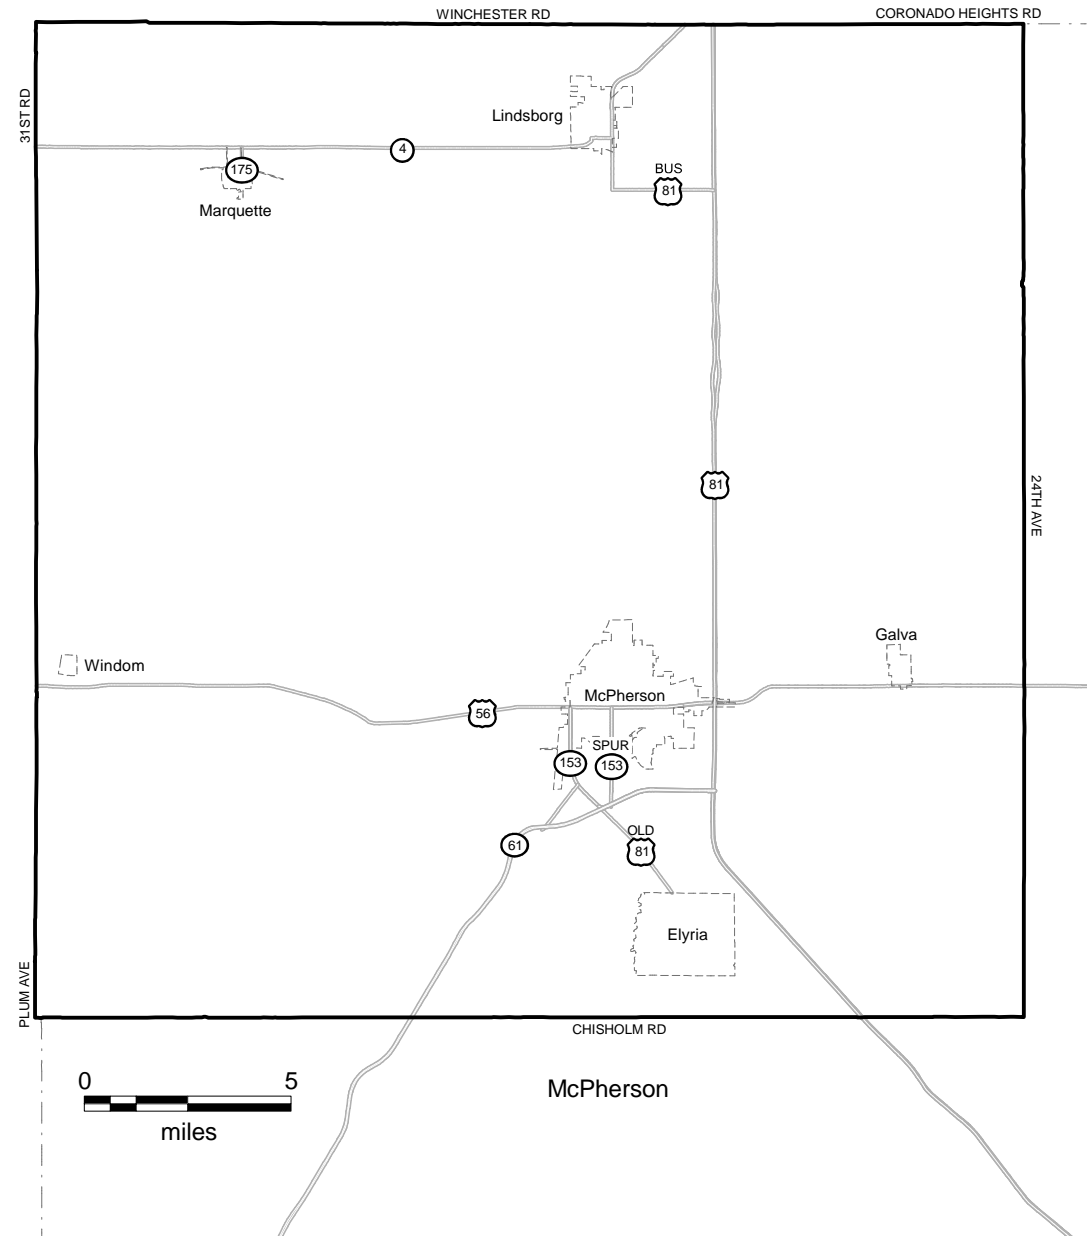 WINCHESTER RD
CORONADO HEIGHTS RD
31ST RD
Lindsborg
4
175
BUS
81
Marquette
81
24TH AVE
Galva
Windom
McPherson
56
SPUR
153
153
OLD
61
81
Elyria
PLUM AVE
CHISHOLM RD
0 5
miles
McPherson